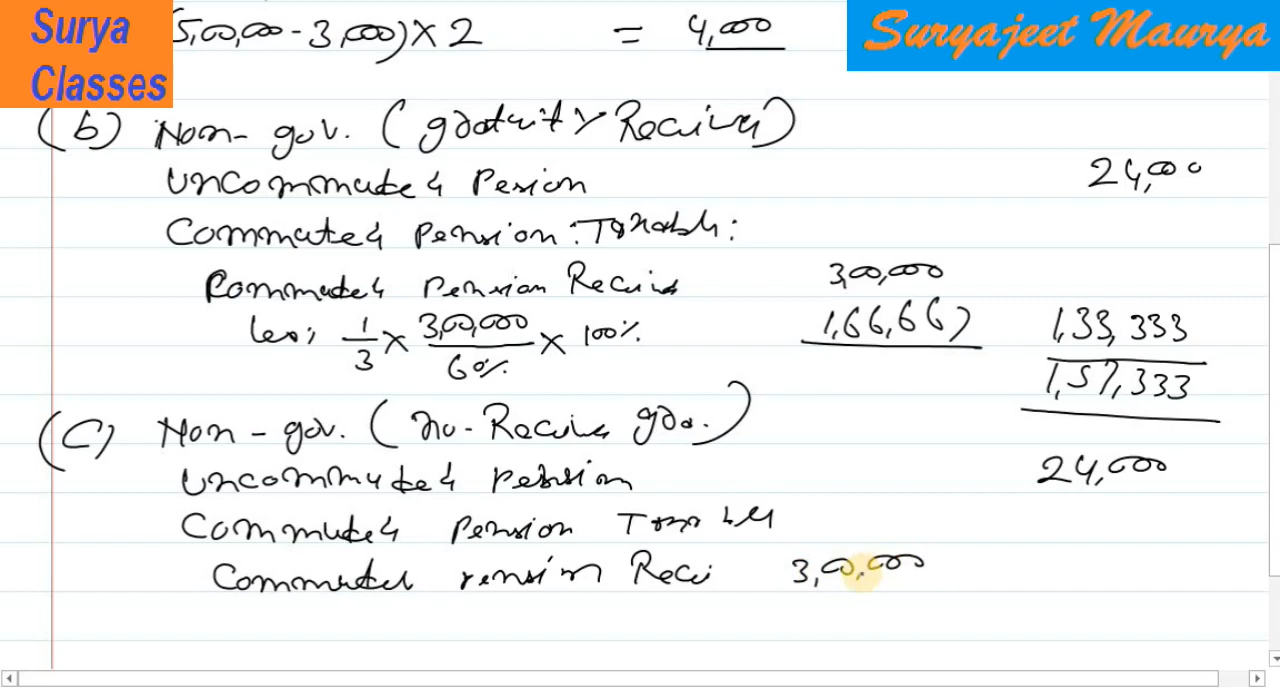 Surya
Classes
Suryajeet Maurya
5,00,000 - 3,000) × 2 = 4,000
(b) Non-gov. (gratuity Received)
Uncommuted Pesion 24,000
Commuted Pension : Taxable :
Commuted Pension Received 3,00,000
less; 1/3 × 3,00,000/60% × 100% 1,66,667 1,33,333
1,57,333
(C) Non-gov. (no-Receive gra.)
Uncommuted pension 24,000
Commuted Pension Taxable
Commuted Pension Recei 3,00,000